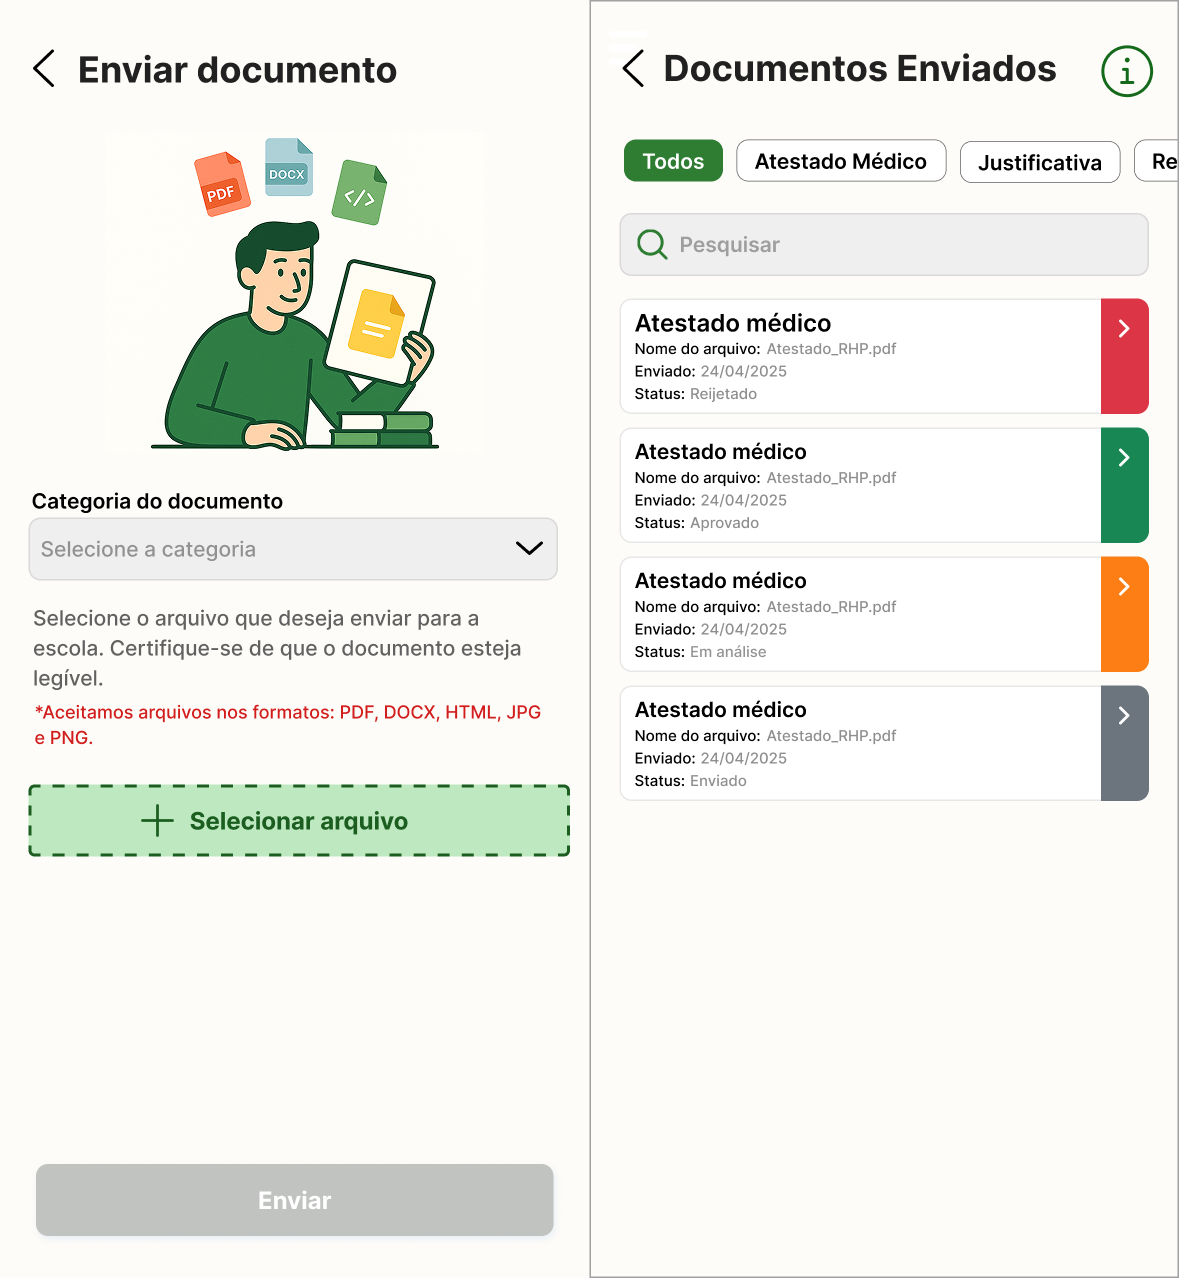 Enviar documento
PDF
DOCX
</>
Categoria do documento
Selecione a categoria
Selecione o arquivo que deseja enviar para a
escola. Certifique-se de que o documento esteja
legível.
*Aceitamos arquivos nos formatos: PDF, DOCX, HTML, JPG
e PNG.
Selecionar arquivo
Enviar
Documentos Enviados
i
Todos
Atestado Médico
Justificativa
Re
Pesquisar
Atestado médico
Nome do arquivo: Atestado_RHP.pdf
Enviado: 24/04/2025
Status: Reijetado
Atestado médico
Nome do arquivo: Atestado_RHP.pdf
Enviado: 24/04/2025
Status: Aprovado
Atestado médico
Nome do arquivo: Atestado_RHP.pdf
Enviado: 24/04/2025
Status: Em análise
Atestado médico
Nome do arquivo: Atestado_RHP.pdf
Enviado: 24/04/2025
Status: Enviado